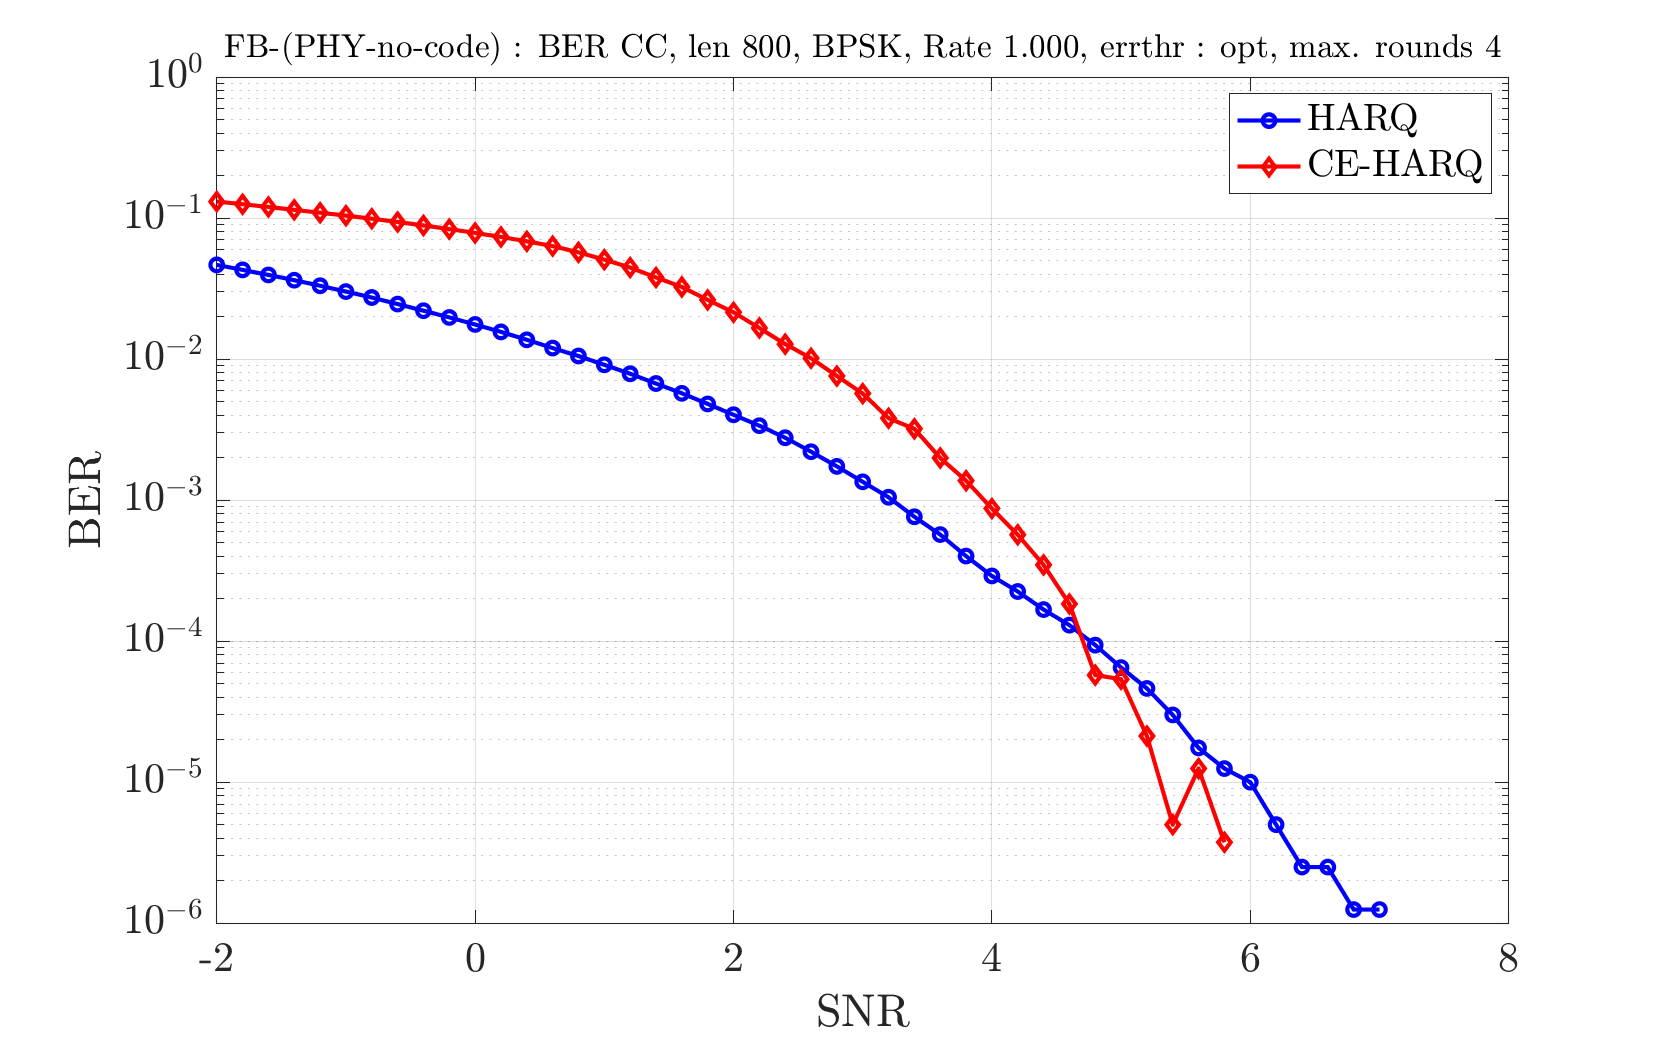 FB-(PHY-no-code) : BER CC, len 800, BPSK, Rate 1.000, errthr : opt, max. rounds 4
10^0
10^-1
10^-2
10^-3
10^-4
10^-5
10^-6
BER
HARQ
CE-HARQ
-2 0 2 4 6 8
SNR